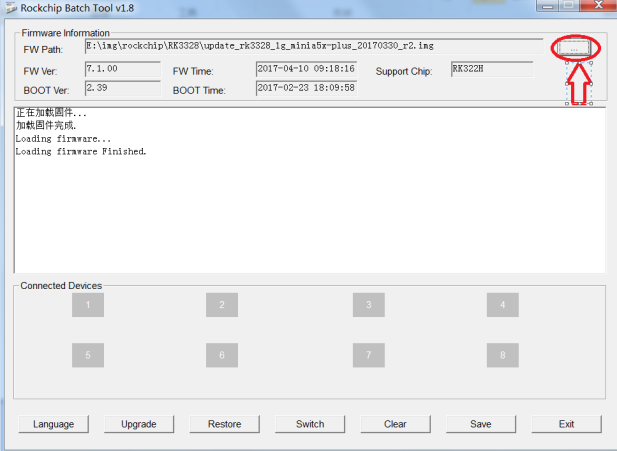 Rockchip Batch Tool v1.8
Firmware Information
FW Path: E:\img\rockchip\RK3328\update_rk3328_1g_minia5x-plus_20170330_r2.img ...
FW Ver: 7.1.00 FW Time: 2017-04-10 09:18:16 Support Chip: RK322H
BOOT Ver: 2.39 BOOT Time: 2017-02-23 18:09:58
正在加载固件...
加载固件完成.
Loading firmware...
Loading firmware Finished.
Connected Devices
1 2 3 4
5 6 7 8
Language Upgrade Restore Switch Clear Save Exit